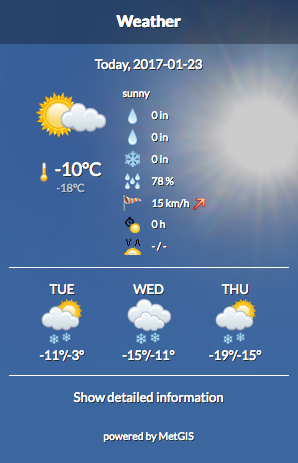 Weather
Today, 2017-01-23
sunny
0 in
0 in
0 in
-10°C
-18°C
78 %
15 km/h
0 h
- / -
TUE WED THU
-11°/-3° -15°/-11° -19°/-15°
Show detailed information
powered by MetGIS